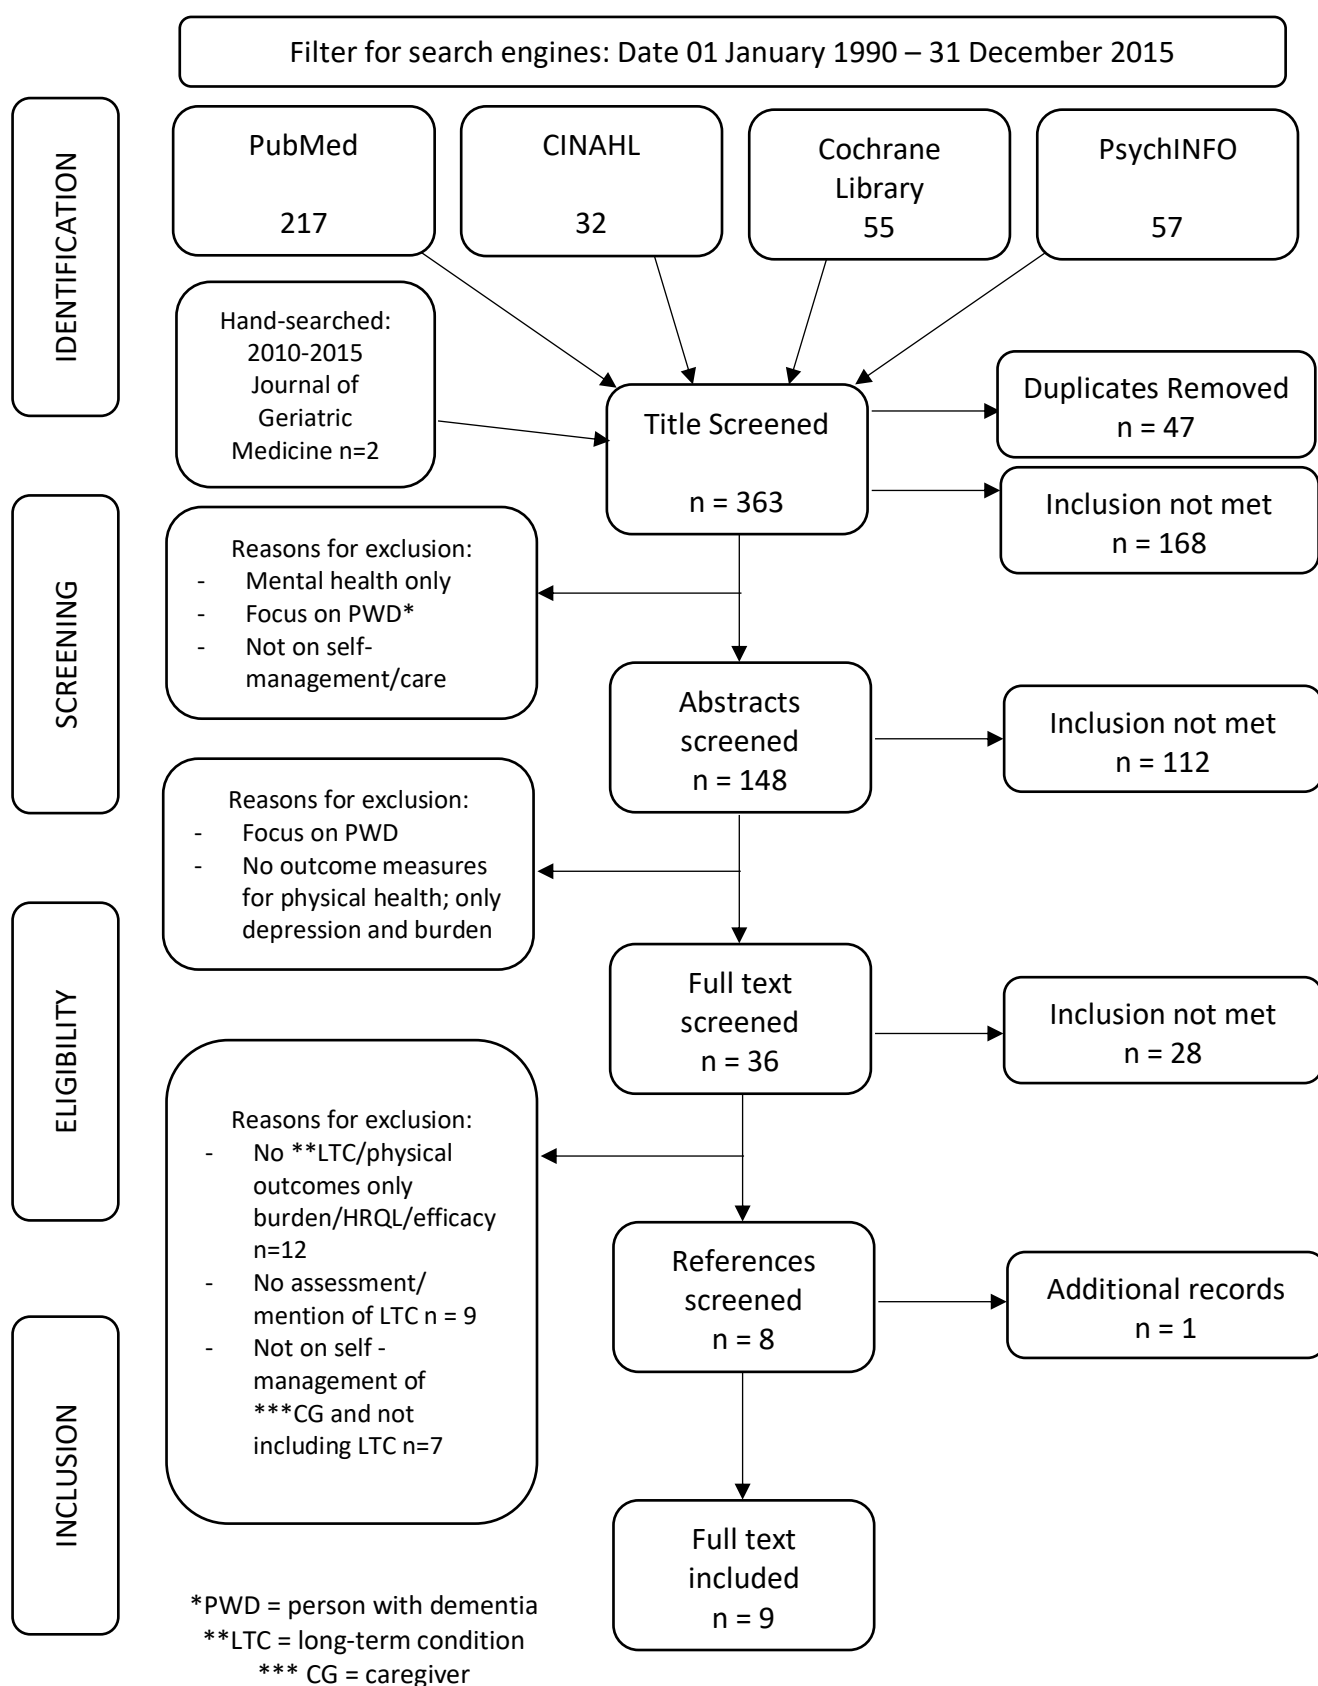 Filter for search engines: Date 01 January 1990 – 31 December 2015
IDENTIFICATION
PubMed
217
CINAHL
32
Cochrane
Library
55
PsychINFO
57
Hand-searched:
2010-2015
Journal of
Geriatric
Medicine n=2
Title Screened
n = 363
Duplicates Removed
n = 47
Inclusion not met
n = 168
SCREENING
Reasons for exclusion:
- Mental health only
- Focus on PWD*
- Not on self-
management/care
Abstracts
screened
n = 148
Inclusion not met
n = 112
Reasons for exclusion:
- Focus on PWD
- No outcome measures
for physical health; only
depression and burden
ELIGIBILITY
Full text
screened
n = 36
Inclusion not met
n = 28
Reasons for exclusion:
- No **LTC/physical
outcomes only
burden/HRQL/efficacy
n=12
- No assessment/
mention of LTC n = 9
- Not on self -
management of
***CG and not
including LTC n=7
References
screened
n = 8
Additional records
n = 1
INCLUSION
Full text
included
n = 9
*PWD = person with dementia
**LTC = long-term condition
*** CG = caregiver